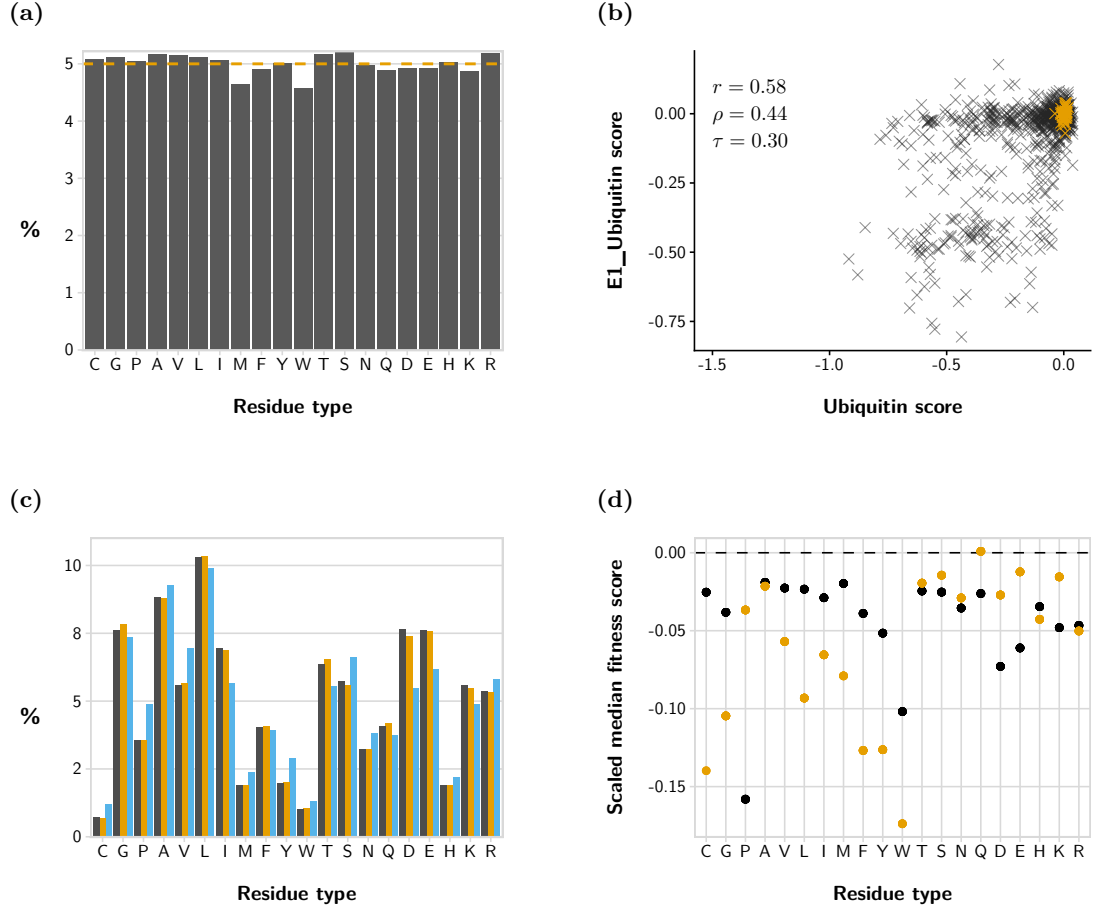 (a)
5
4
3
5
1
0
%
C G P A V L I M F Y W T S N Q D E H K R
Residue type
(b)
r = 0.58
ρ = 0.44
τ = 0.30
0.00
-0.25
-0.50
-0.75
E1_Ubiquitin score
-1.5 -1.0 -0.5 0.0
Ubiquitin score
(c)
10
8
5
2
0
%
C G P A V L I M F Y W T S N Q D E H K R
Residue type
(d)
0.00
-0.05
-0.10
-0.15
Scaled median fitness score
C G P A V L I M F Y W T S N Q D E H K R
Residue type